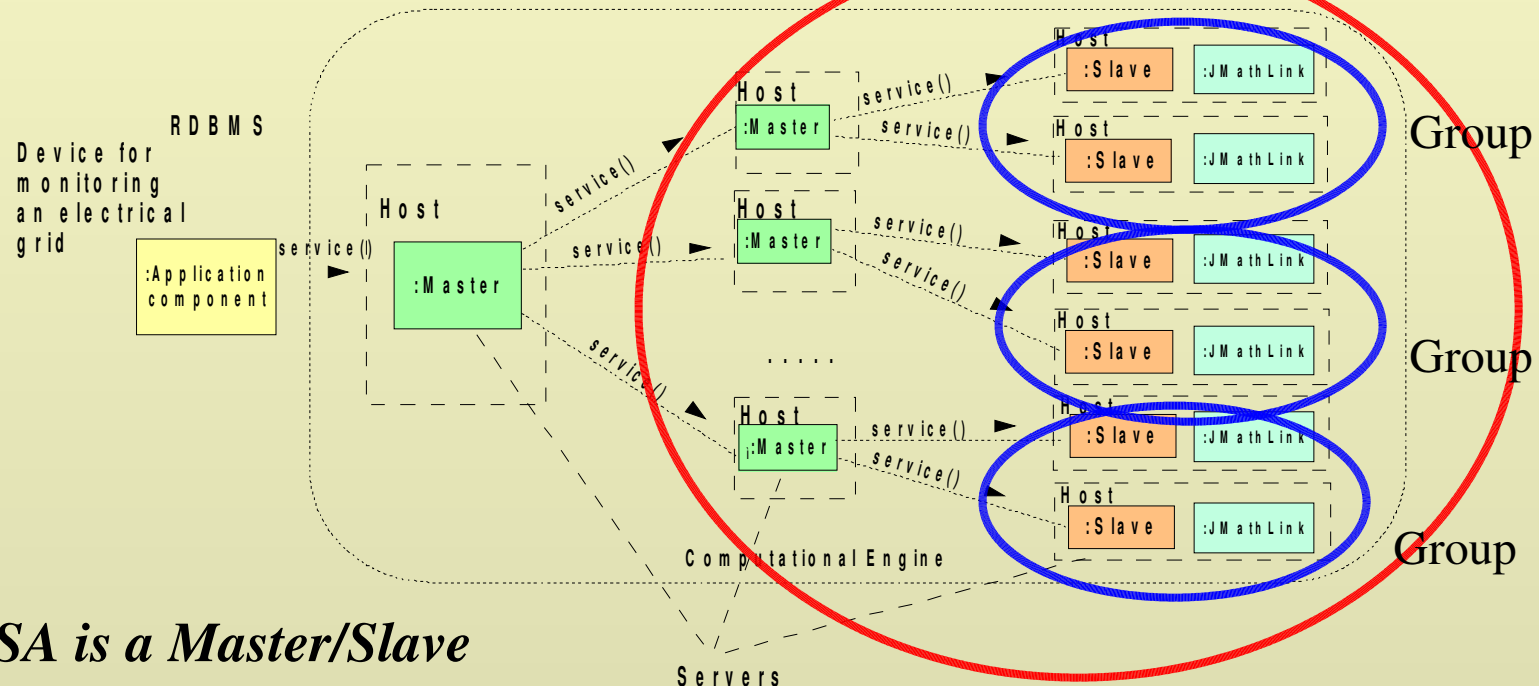 RDBMS
Device for
monitoring
an electrical
grid
:Application
component
service()
Host
:Master
service()
service()
service()
Host
:Master
service()
service()
Host
:Master
service()
service()
.....
Host
:Master
service()
service()
Host
:Slave
:JMathLink
Host
:Slave
:JMathLink
Group
Host
:Slave
:JMathLink
Host
:Slave
:JMathLink
Group
Host
:Slave
:JMathLink
Host
:Slave
:JMathLink
Group
Computational Engine
SA is a Master/Slave
Servers